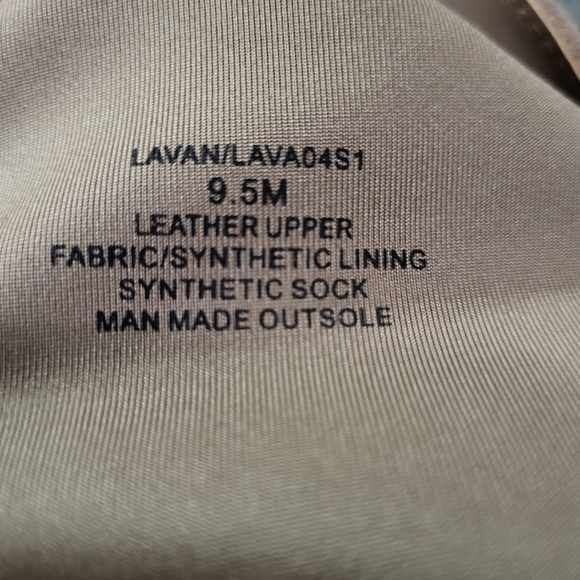 LAVAN/LAVA04S1
9.5M
LEATHER UPPER
FABRIC/SYNTHETIC LINING
SYNTHETIC SOCK
MAN MADE OUTSOLE